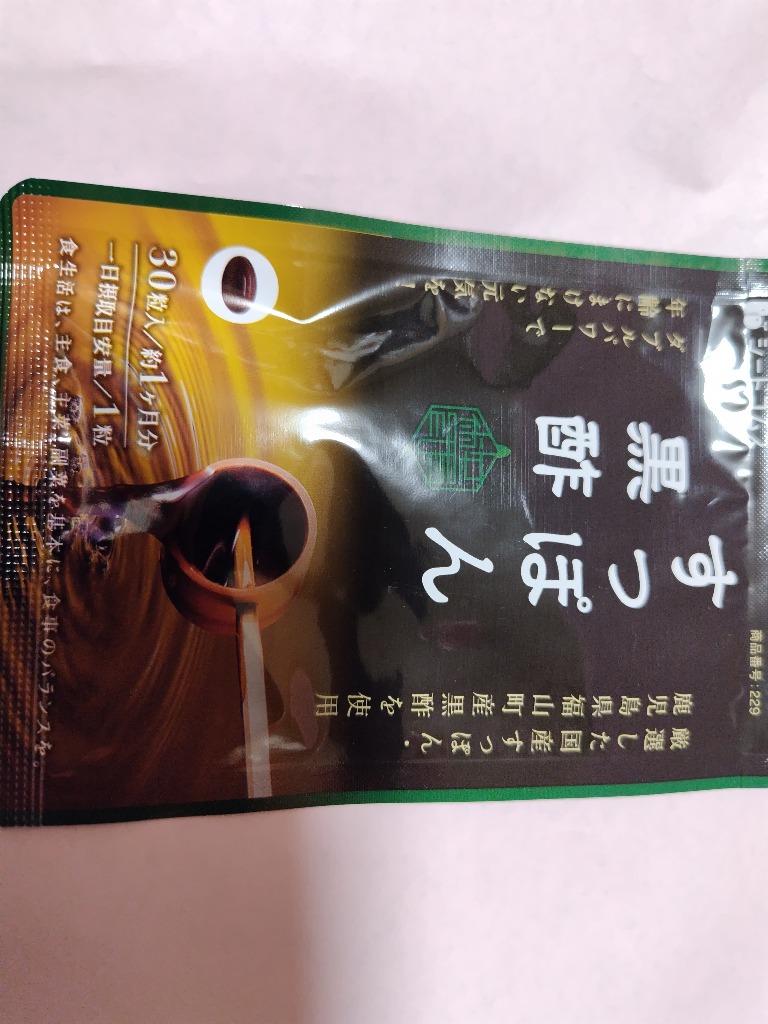 商品番号:229
厳選した国産すっぽん・
鹿児島県福山町産黒酢を使用
すっぽん
黒酢
ダブルパワーで
年齢にまけない元気を!
30粒入/約1ヶ月分
一日摂取目安量/1粒
食生活は、主食、主菜、副菜を基本に、食事のバランスを。